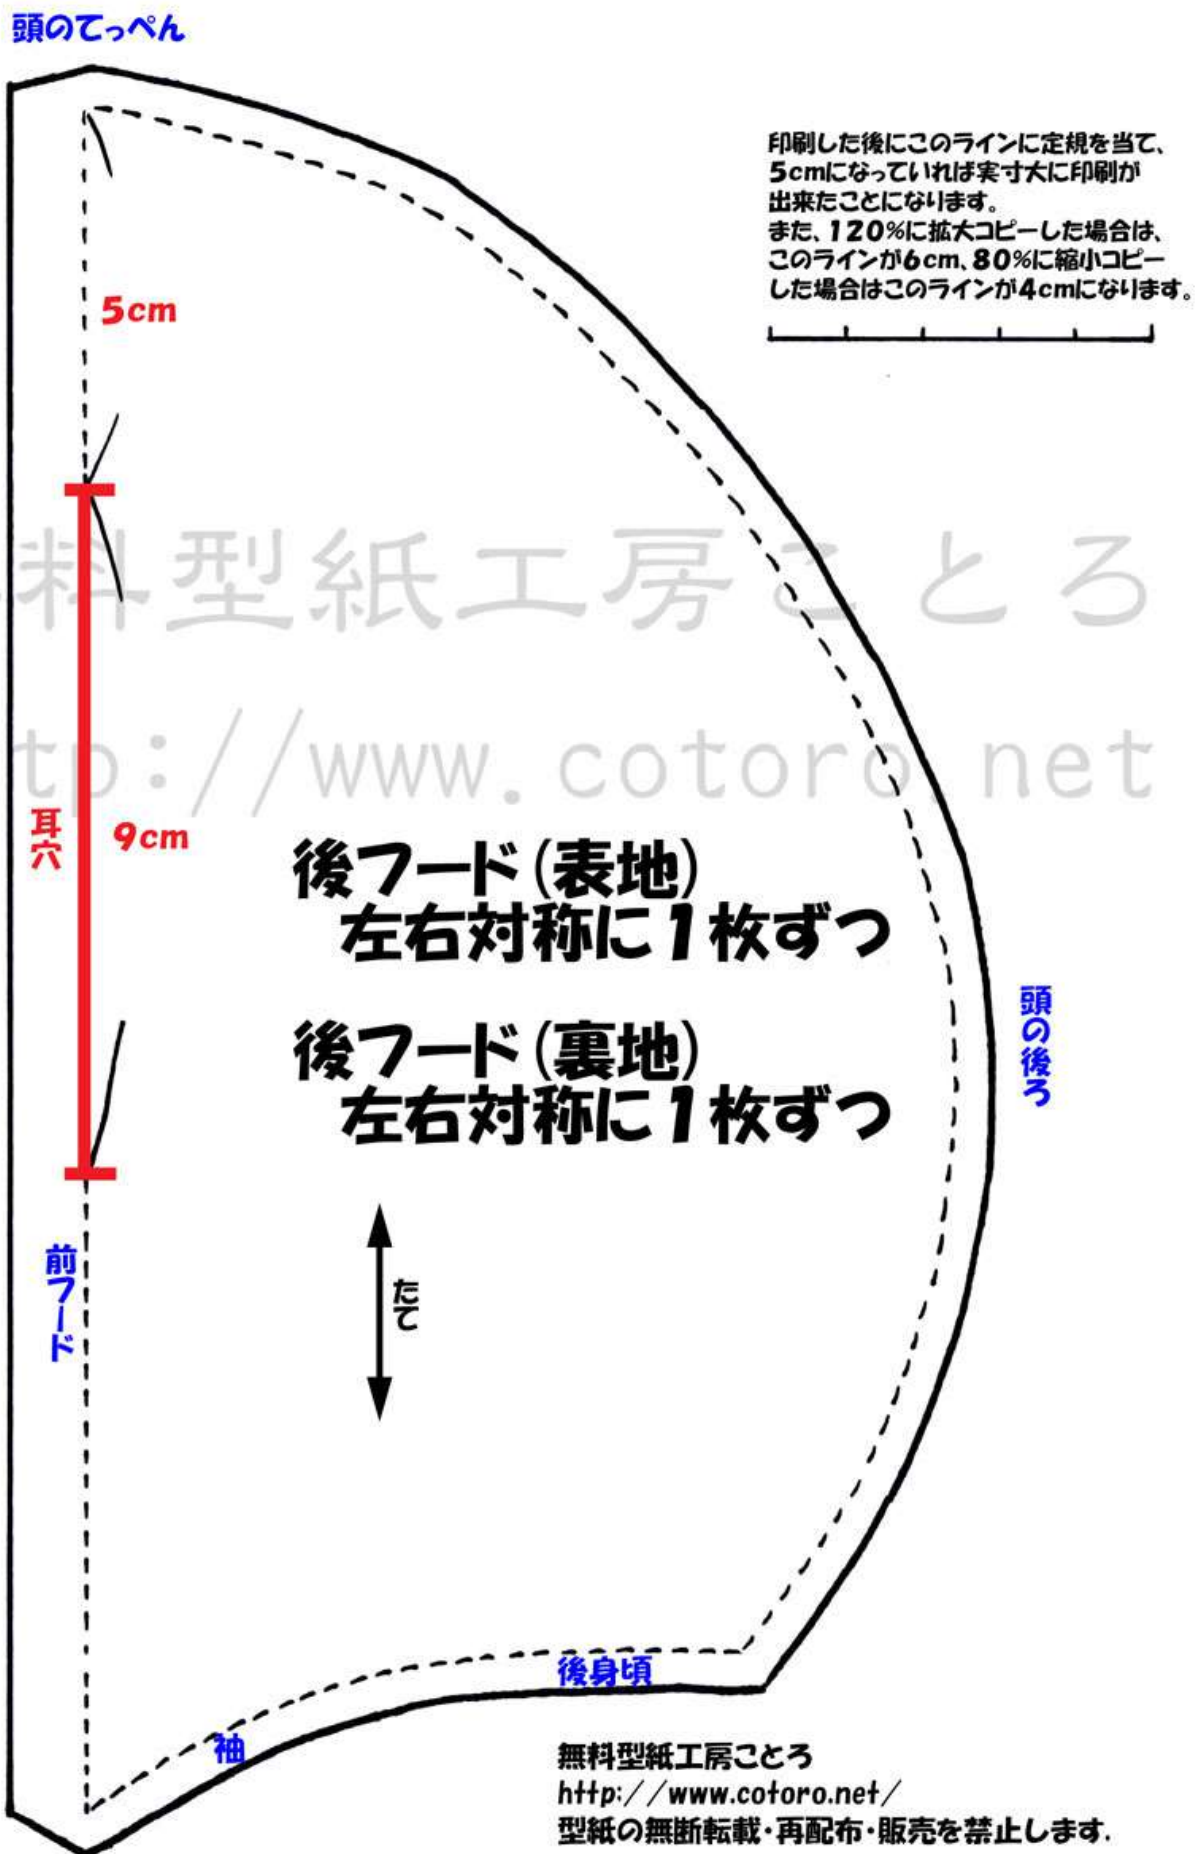 頭のてっぺん
印刷した後にこのラインに定規を当て、
5cmになっていれば実寸大に印刷が
出来たことになります。
また、120%に拡大コピーした場合は、
このラインが6cm、80%に縮小コピー
した場合はこのラインが4cmになります。
5cm
料型紙工房ことろ
tp://www.cotoro.net
耳穴
9cm
後フード(表地)
左右対称に1枚ずつ
後フード(裏地)
左右対称に1枚ずつ
頭の後ろ
前フード
たて
後身頃
袖
無料型紙工房ことろ
http://www.cotoro.net/
型紙の無断転載・再配布・販売を禁止します.